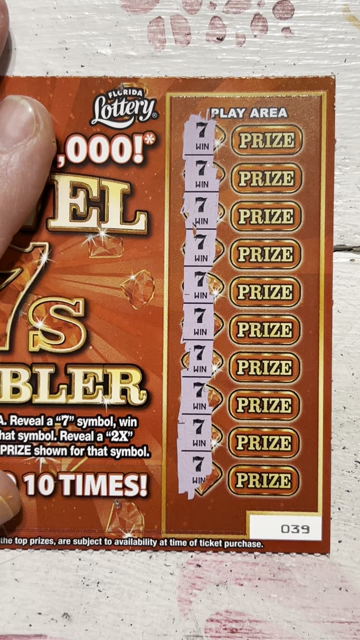 FLORIDA
Lottery®
PLAY AREA
,000!*
7
WIN
PRIZE
7
WIN
PRIZE
7
WIN
PRIZE
7
WIN
PRIZE
7
WIN
PRIZE
7
WIN
PRIZE
7
WIN
PRIZE
7
WIN
PRIZE
7
WIN
PRIZE
7
WIN
PRIZE
EL
7s
BLER
A. Reveal a “7” symbol, win
hat symbol. Reveal a “2X”
PRIZE shown for that symbol.
10 TIMES!
039
the top prizes, are subject to availability at time of ticket purchase.